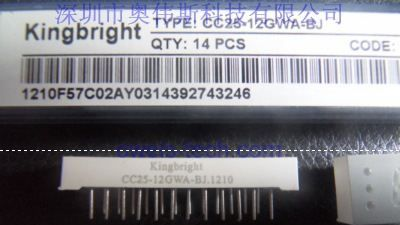 深圳市奥伟斯科技有限公司
Kingbright
TYPE: CC25-12GWA-BJ
QTY: 14 PCS
CODE:
1210F57C02AY0314392743246
Kingbright
CC25-12GWA-BJ.1210